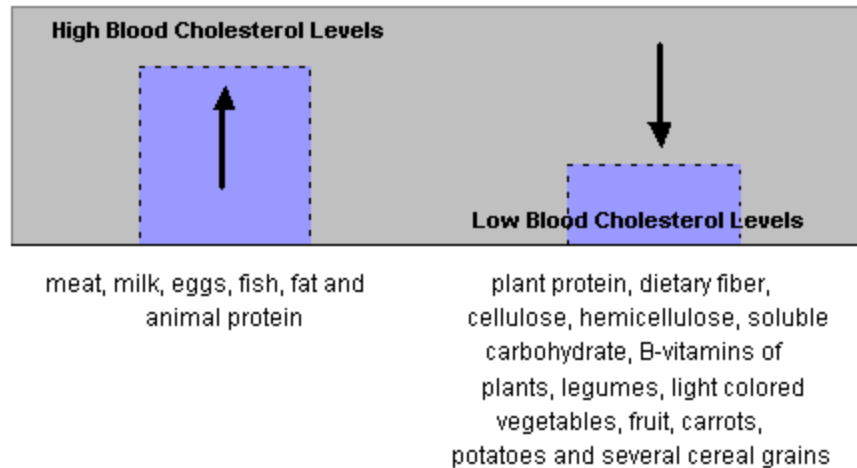 High Blood Cholesterol Levels
Low Blood Cholesterol Levels
meat, milk, eggs, fish, fat and
animal protein
plant protein, dietary fiber,
cellulose, hemicellulose, soluble
carbohydrate, B-vitamins of
plants, legumes, light colored
vegetables, fruit, carrots,
potatoes and several cereal grains